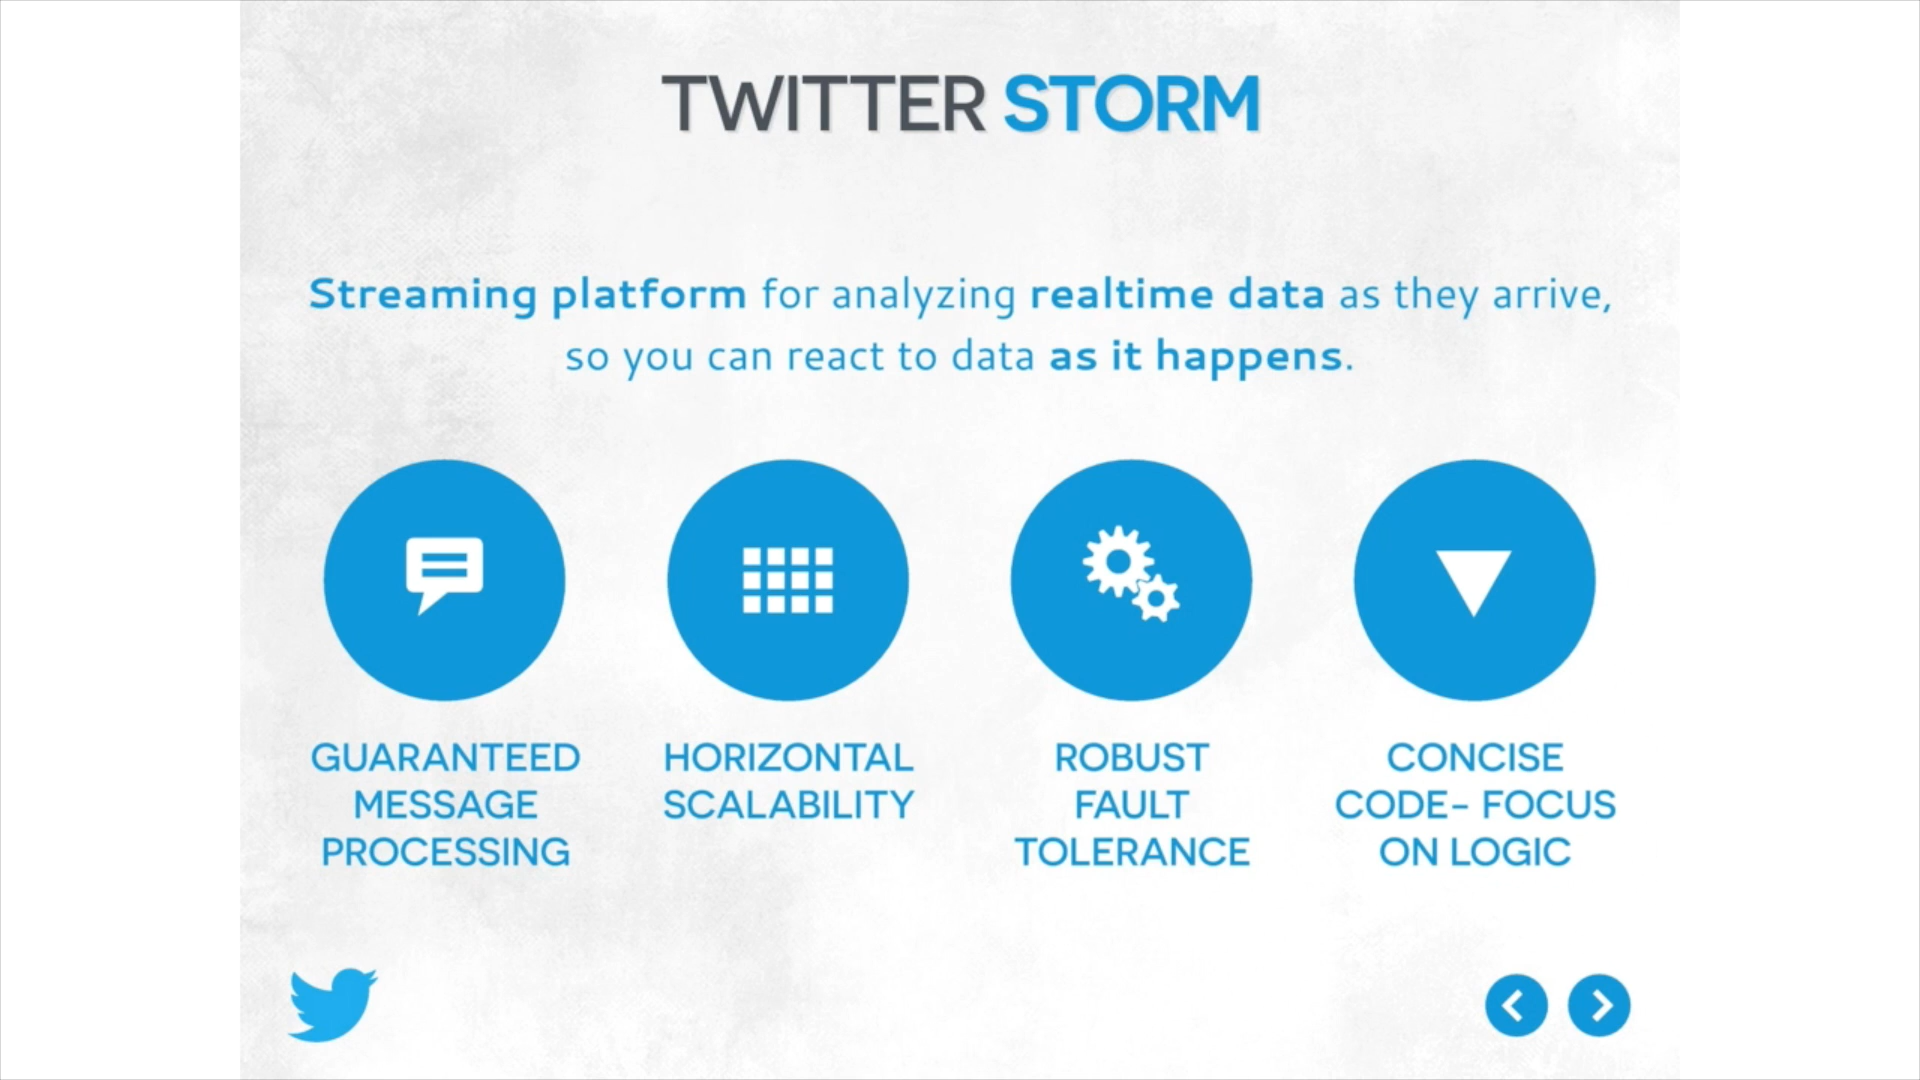 TWITTER STORM
Streaming platform for analyzing realtime data as they arrive,
so you can react to data as it happens.
GUARANTEED
MESSAGE
PROCESSING
HORIZONTAL
SCALABILITY
ROBUST
FAULT
TOLERANCE
CONCISE
CODE- FOCUS
ON LOGIC